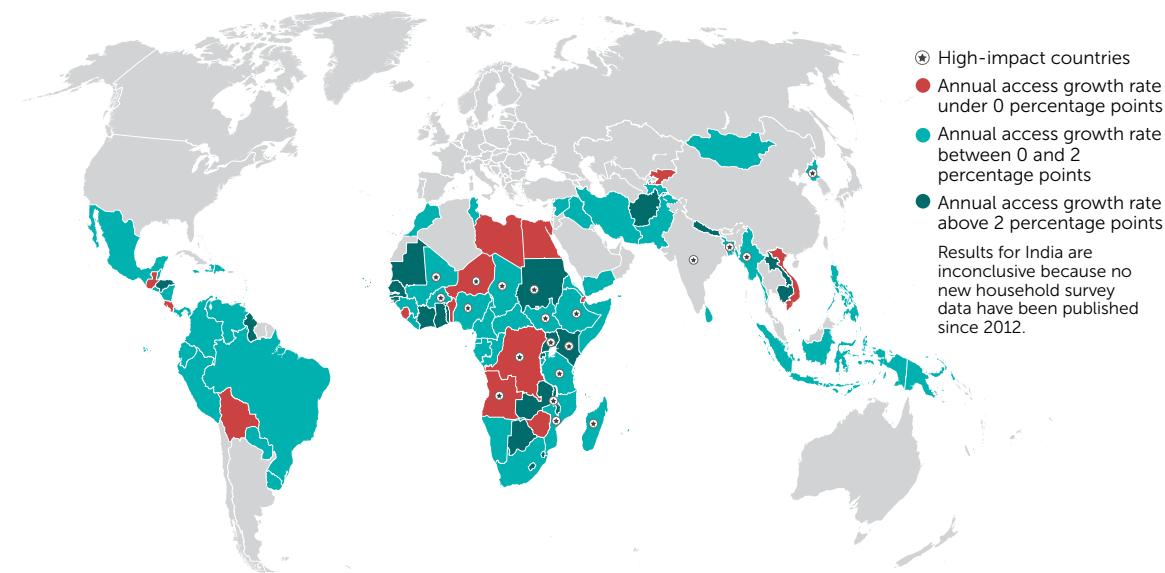 High-impact countries
Annual access growth rate
under 0 percentage points
Annual access growth rate
between 0 and 2
percentage points
Annual access growth rate
above 2 percentage points
Results for India are
inconclusive because no
new household survey
data have been published
since 2012.